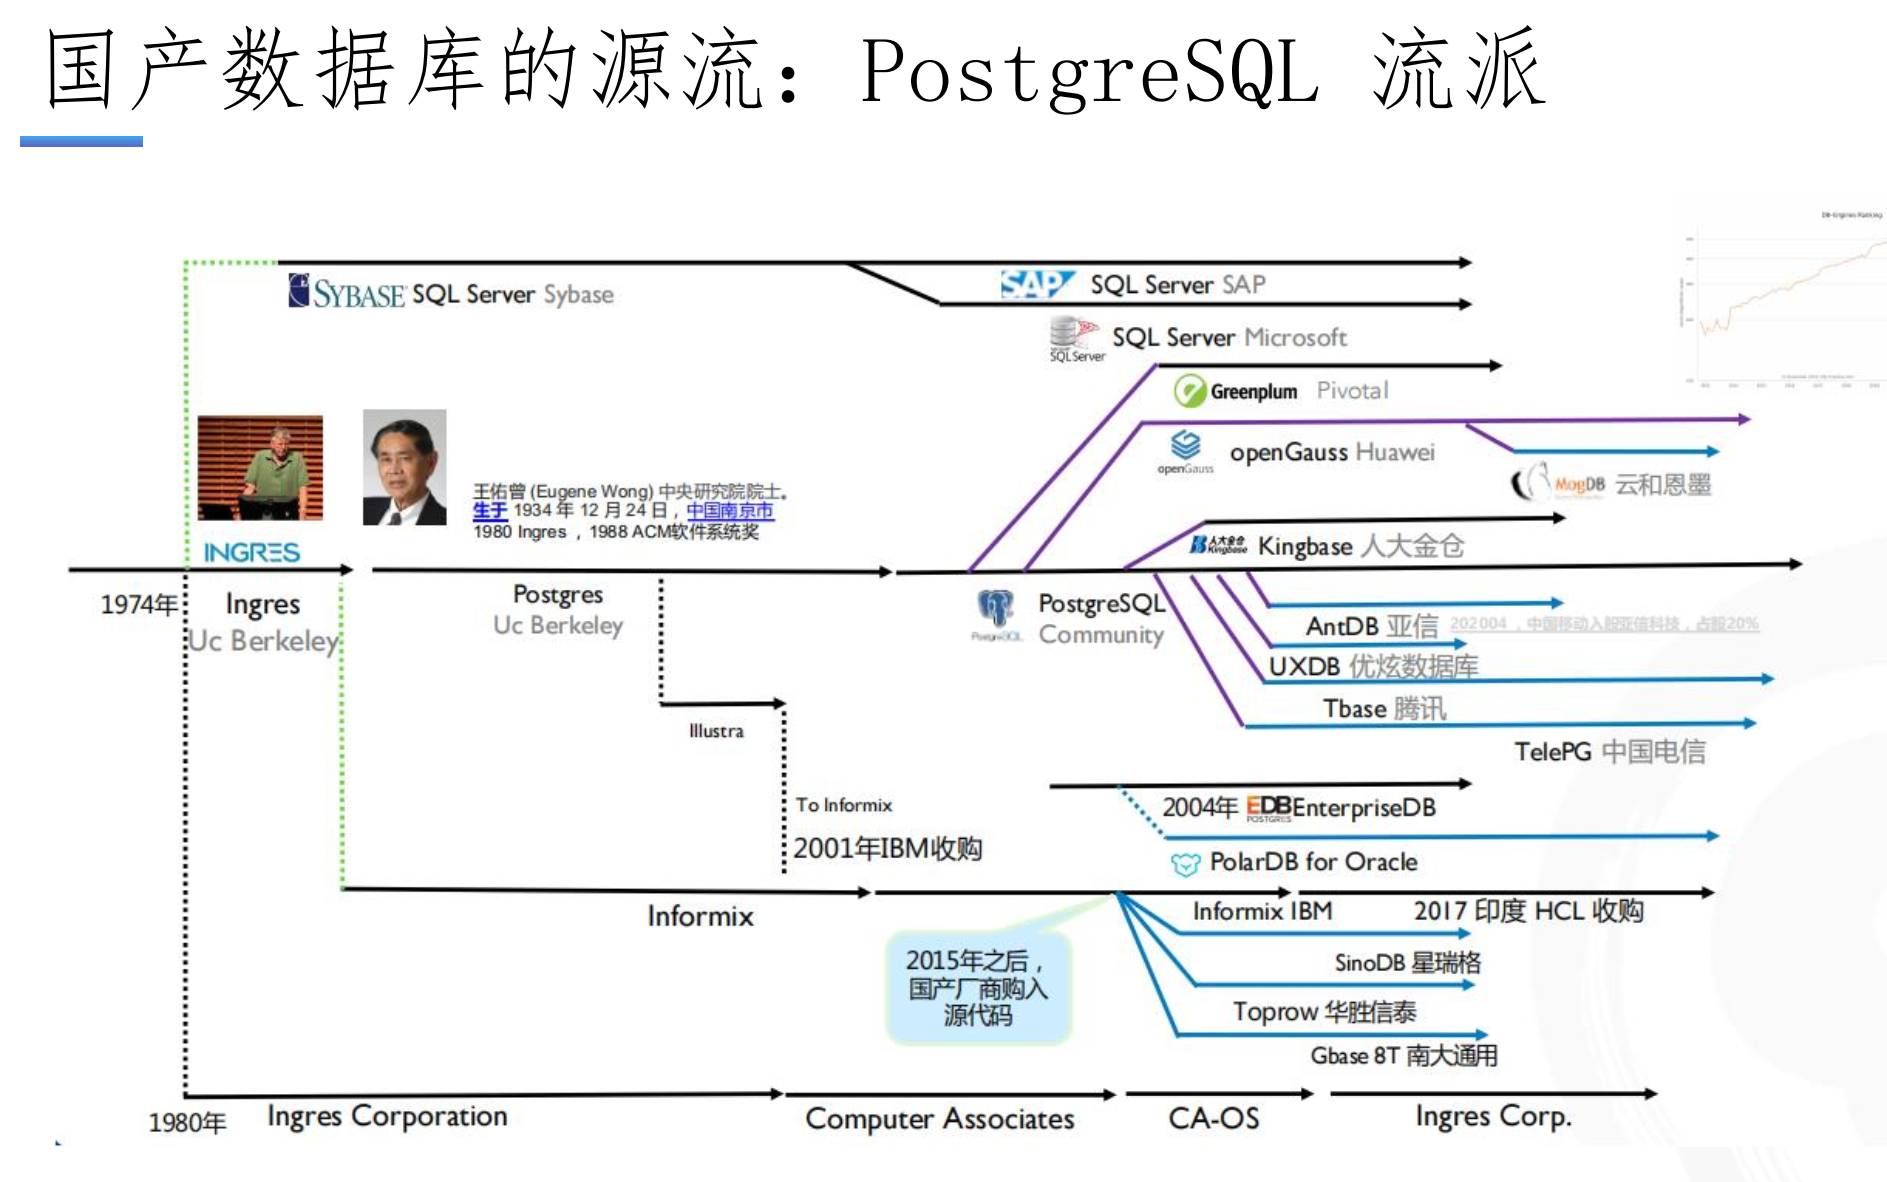 国产数据库的源流：PostgreSQL 流派
DB-Engines Ranking
SYBASE SQL Server Sybase
SAP SQL Server SAP
SQL Server SQL Server Microsoft
Greenplum Pivotal
openGauss openGauss Huawei
MogDB 云和恩墨
王佑曾 (Eugene Wong) 中央研究院院士。
生于 1934 年 12 月 24 日，中国南京市
1980 Ingres ，1988 ACM软件系统奖
INGRES
人大金仓 Kingbase Kingbase 人大金仓
1974年 Ingres
Uc Berkeley
Postgres
Uc Berkeley
PostgreSQL
PostgreSQL Community
AntDB 亚信 202004 ，中国移动入股亚信科技，占股20%
UXDB 优炫数据库
Tbase 腾讯
Illustra
TelePG 中国电信
To Informix
2004年 EDB POSTGRES EnterpriseDB
2001年IBM收购
PolarDB for Oracle
Informix
Informix IBM
2017 印度 HCL 收购
2015年之后，
国产厂商购入
源代码
SinoDB 星瑞格
Toprow 华胜信泰
Gbase 8T 南大通用
1980年 Ingres Corporation
Computer Associates
CA-OS
Ingres Corp.